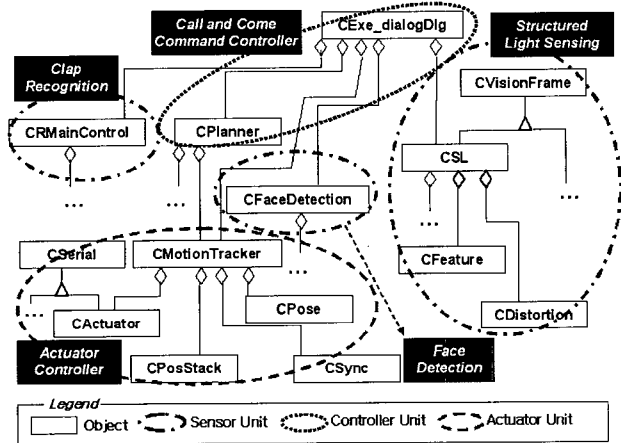 Call and Come
Command Controller
CExe_dialogDlg
Structured
Light Sensing
Clap
Recognition
CVisionFrame
CRMainControl
CPlanner
CSL
...
...
CFaceDetection
...
...
CSerial
CMotionTracker
...
CFeature
...
CPose
CActuator
CDistortion
Actuator
Controller
CPosStack
CSync
Face
Detection
Legend
Object
Sensor Unit
Controller Unit
Actuator Unit